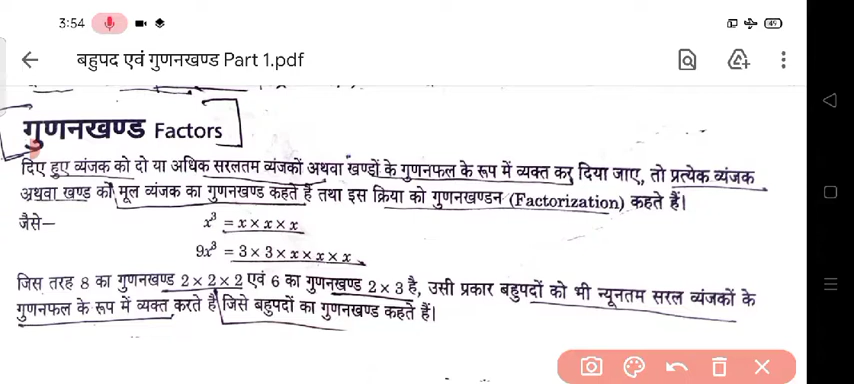 3:54
बहुपद एवं गुणनखण्ड Part 1.pdf
गुणनखण्ड Factors
दिए हुए व्यंजक को दो या अधिक सरलतम व्यंजकों अथवा खण्डों के गुणनफल के रूप में व्यक्त कर दिया जाए, तो प्रत्येक व्यंजक
अथवा खण्ड को मूल व्यंजक का गुणनखण्ड कहते हैं तथा इस क्रिया को गुणनखण्डन (Factorization) कहते हैं।
जैसे— x³ = x × x × x
9x³ = 3 × 3 × x × x × x
जिस तरह 8 का गुणनखण्ड 2 × 2 × 2 एवं 6 का गुणनखण्ड 2 × 3 है, उसी प्रकार बहुपदों को भी न्यूनतम सरल व्यंजकों के
गुणनफल के रूप में व्यक्त करते हैं जिसे बहुपदों का गुणनखण्ड कहते हैं।